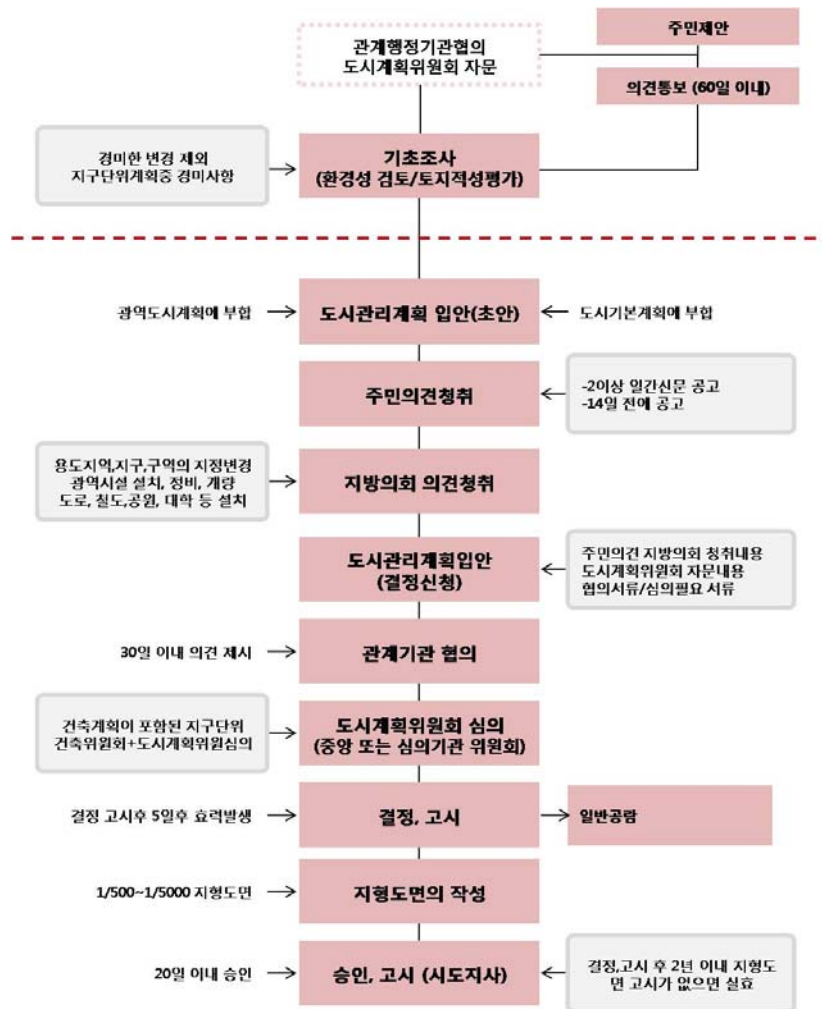 주민제안
관계행정기관협의
도시계획위원회 자문
의견통보 (60일 이내)
경미한 변경 제외
지구단위계획중 경미사항
기초조사
(환경성 검토/토지적성평가)
광역도시계획에 부합
도시관리계획 입안(초안)
도시기본계획에 부합
주민의견청취
-2이상 일간신문 공고
-14일 전에 공고
용도지역,지구,구역의 지정변경
광역시설 설치, 정비, 개량
도로, 철도,공원, 대학 등 설치
지방의회 의견청취
도시관리계획입안
(결정신청)
주민의견 지방의회 청취내용
도시계획위원회 자문내용
협의서류/심의필요 서류
30일 이내 의견 제시
관계기관 협의
건축계획이 포함된 지구단위
건축위원회+도시계획위원심의
도시계획위원회 심의
(중앙 또는 심의기관 위원회)
결정 고시후 5일후 효력발생
결정, 고시
일반공람
1/500~1/5000 지형도면
지형도면의 작성
20일 이내 승인
승인, 고시 (시도지사)
결정,고시 후 2년 이내 지형도
면 고시가 없으면 실효